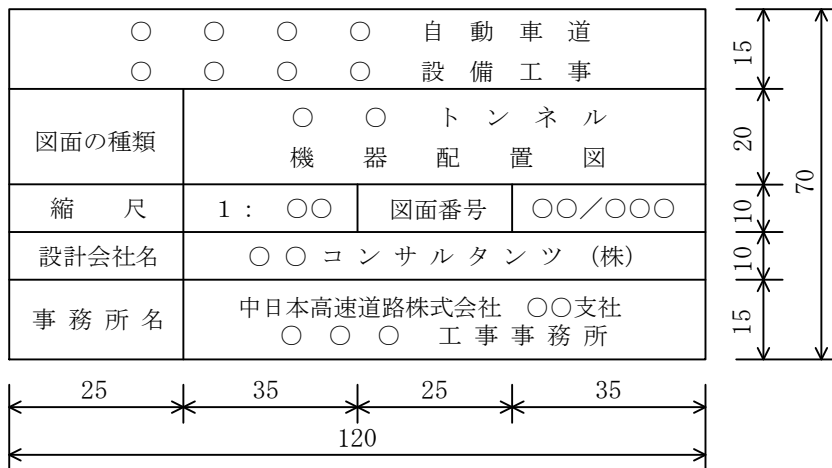 ○ ○ ○ ○ 自 動 車 道
○ ○ ○ ○ 設 備 工 事
図面の種類
○ ○ ト ン ネ ル
機 器 配 置 図
縮 尺
1 : ○○
図面番号
○○/○○○
設計会社名
○ ○ コ ン サ ル タ ン ツ (株)
事 務 所 名
中日本高速道路株式会社 ○○支社
○ ○ ○ 工 事 事 務 所
15
20
10
10
15
70
25
35
25
35
120